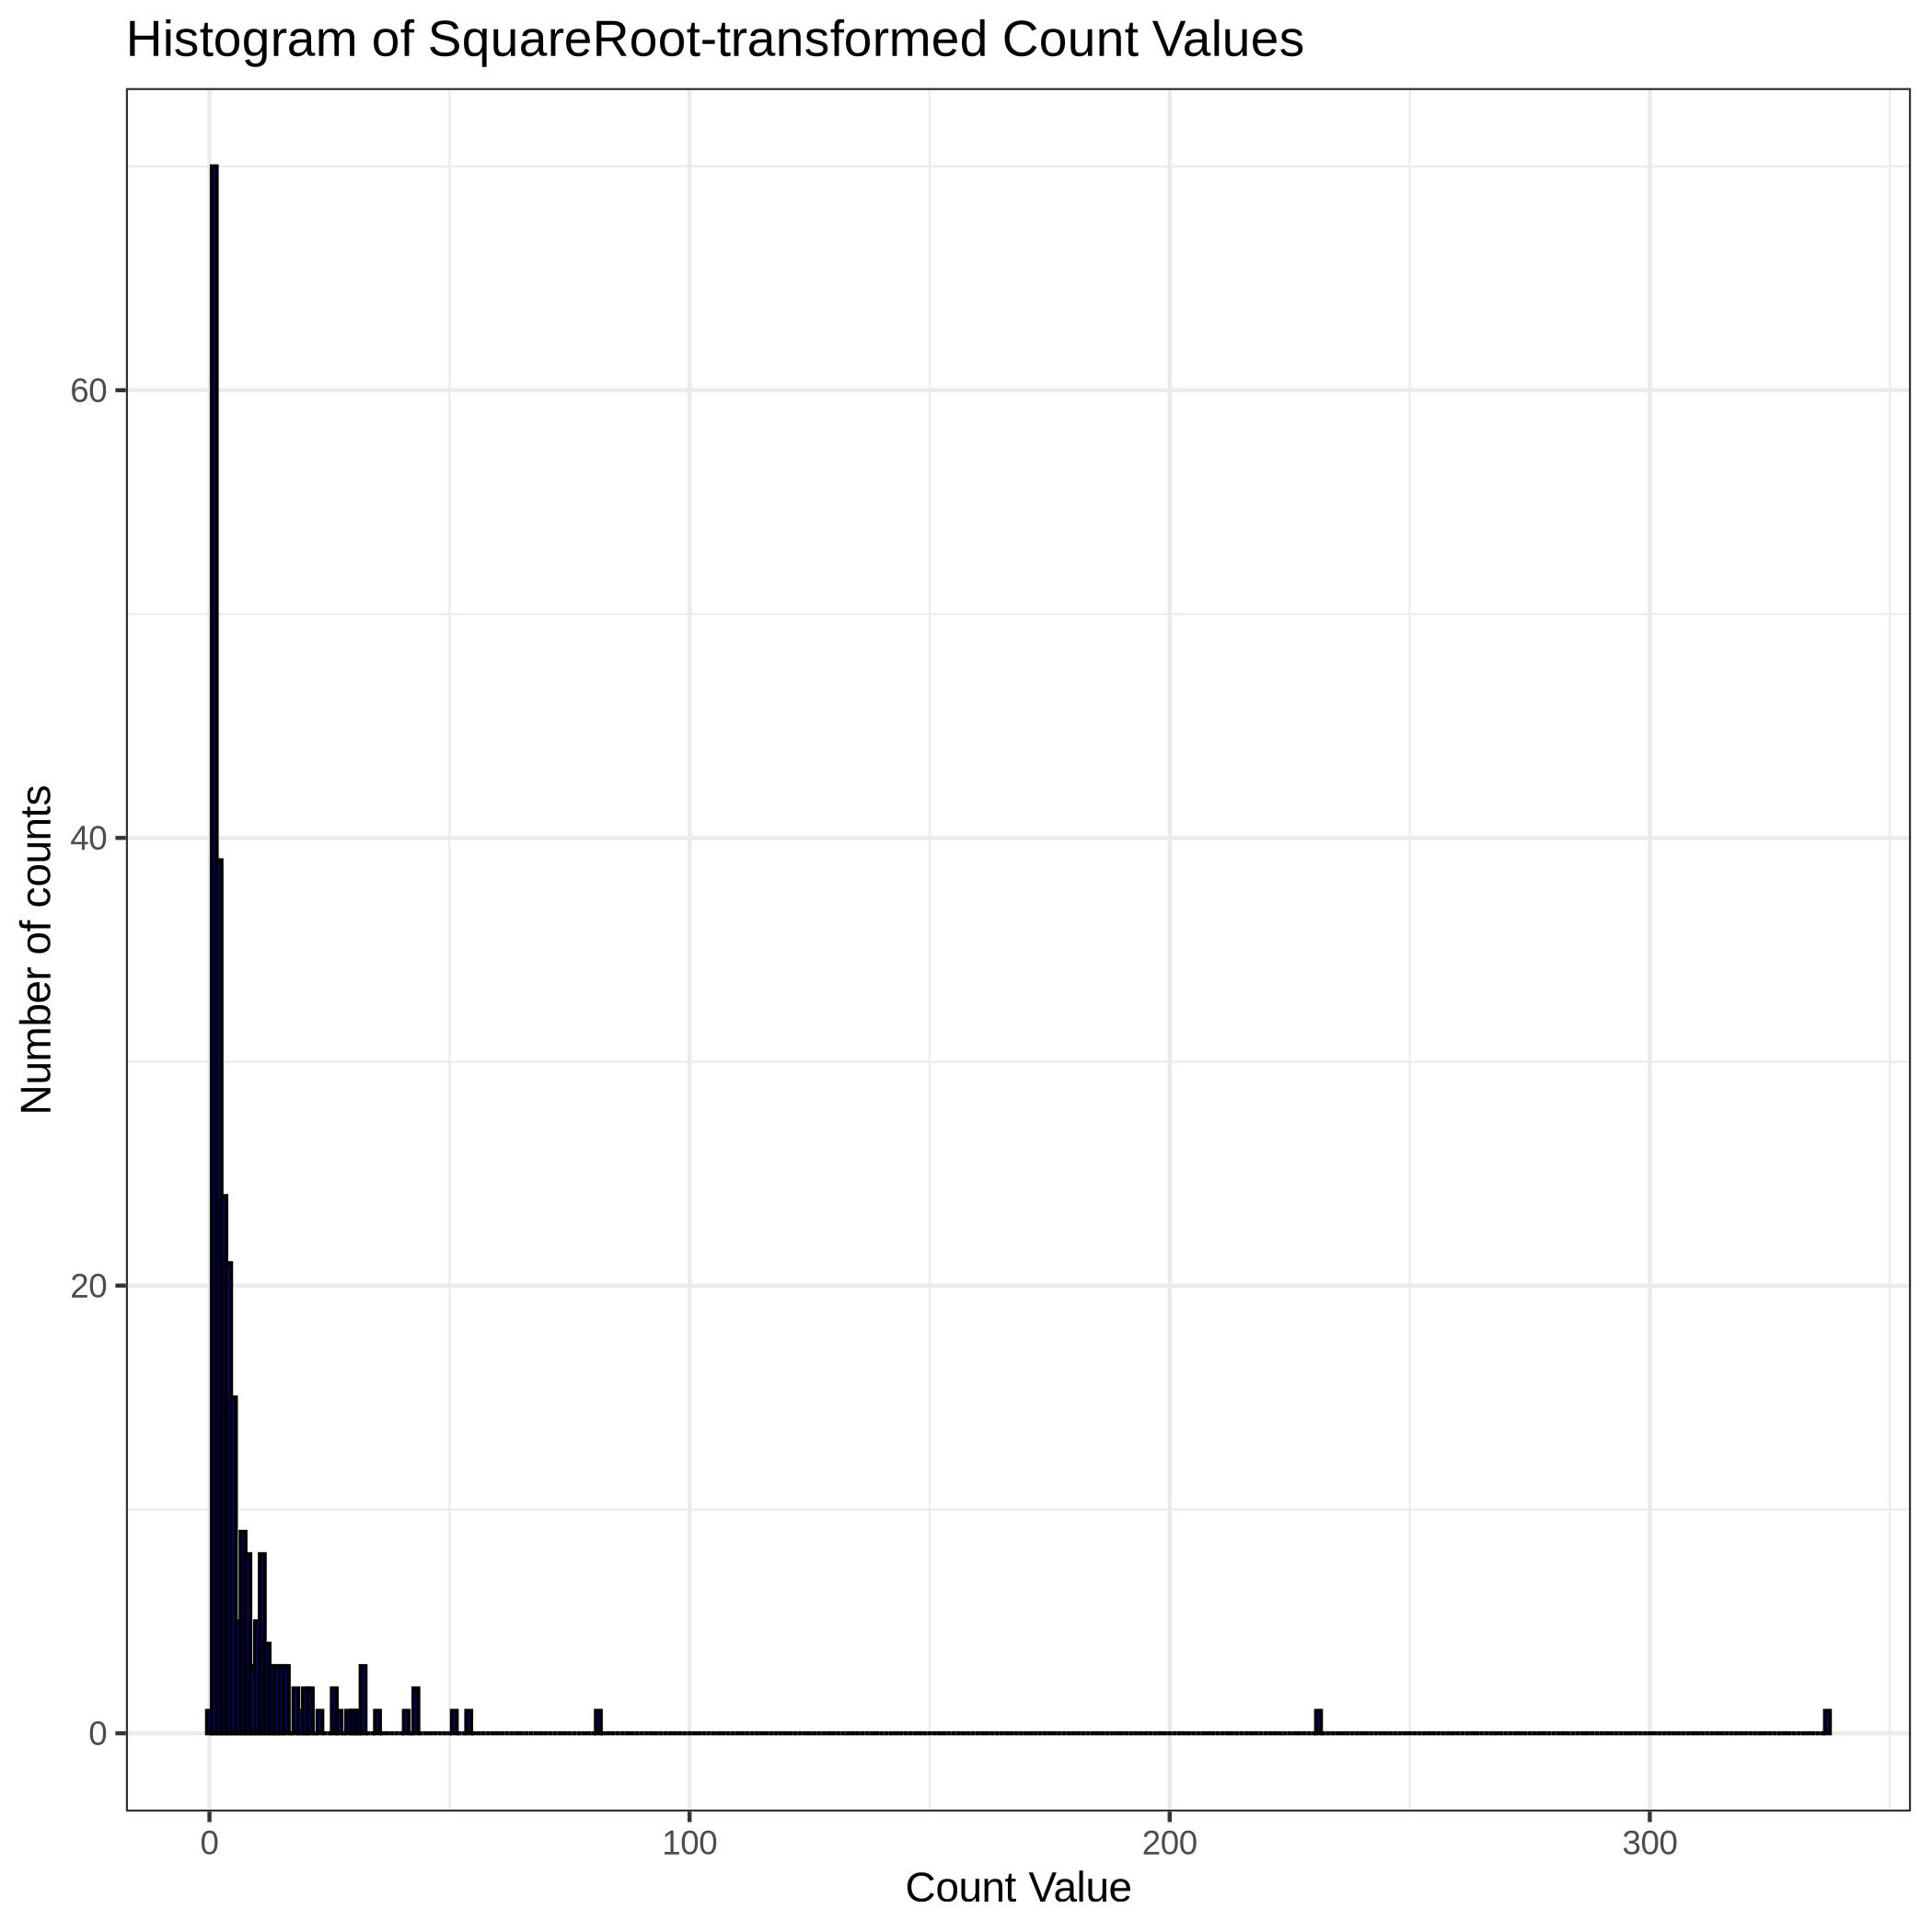 Histogram of SquareRoot-transformed Count Values
Number of counts
60
40
20
0
0 100 200 300
Count Value